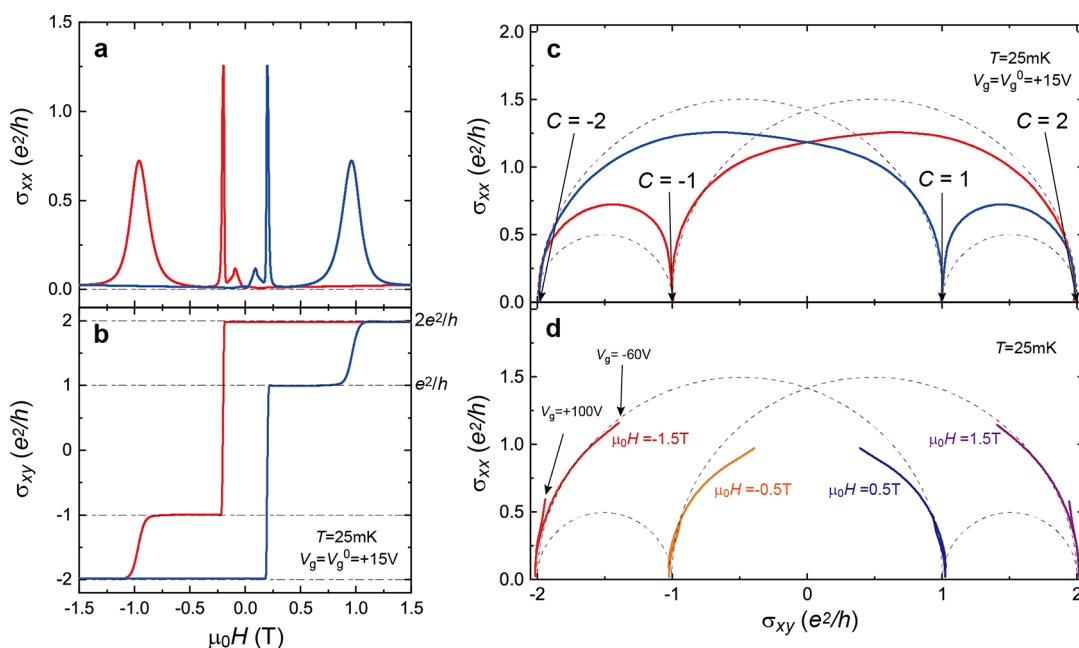 a
1.5
1.0
0.5
0.0
σxx (e²/h)
b
2
1
0
-1
-2
σxy (e²/h)
2e²/h
e²/h
T=25mK
Vg=Vg⁰=+15V
-1.5 -1.0 -0.5 0.0 0.5 1.0 1.5
μ₀H (T)
c
T=25mK
Vg=Vg⁰=+15V
2.0
1.5
1.0
0.5
0.0
σxx (e²/h)
C = -2
C = -1
C = 1
C = 2
d
T=25mK
1.5
1.0
0.5
0.0
σxx (e²/h)
Vg= -60V
Vg=+100V
μ₀H=-1.5T
μ₀H=-0.5T
μ₀H=0.5T
μ₀H=1.5T
-2 -1 0 1 2
σxy (e²/h)